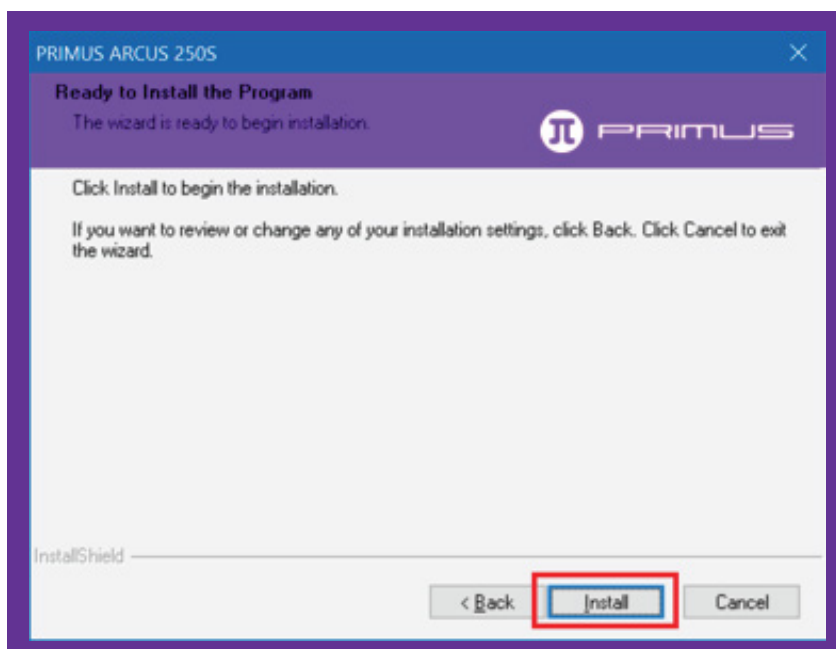 PRIMUS ARCUS 250S
Ready to Install the Program
The wizard is ready to begin installation.
PRIMUS
Click Install to begin the installation.
If you want to review or change any of your installation settings, click Back. Click Cancel to exit
the wizard.
InstallShield
< Back
Install
Cancel